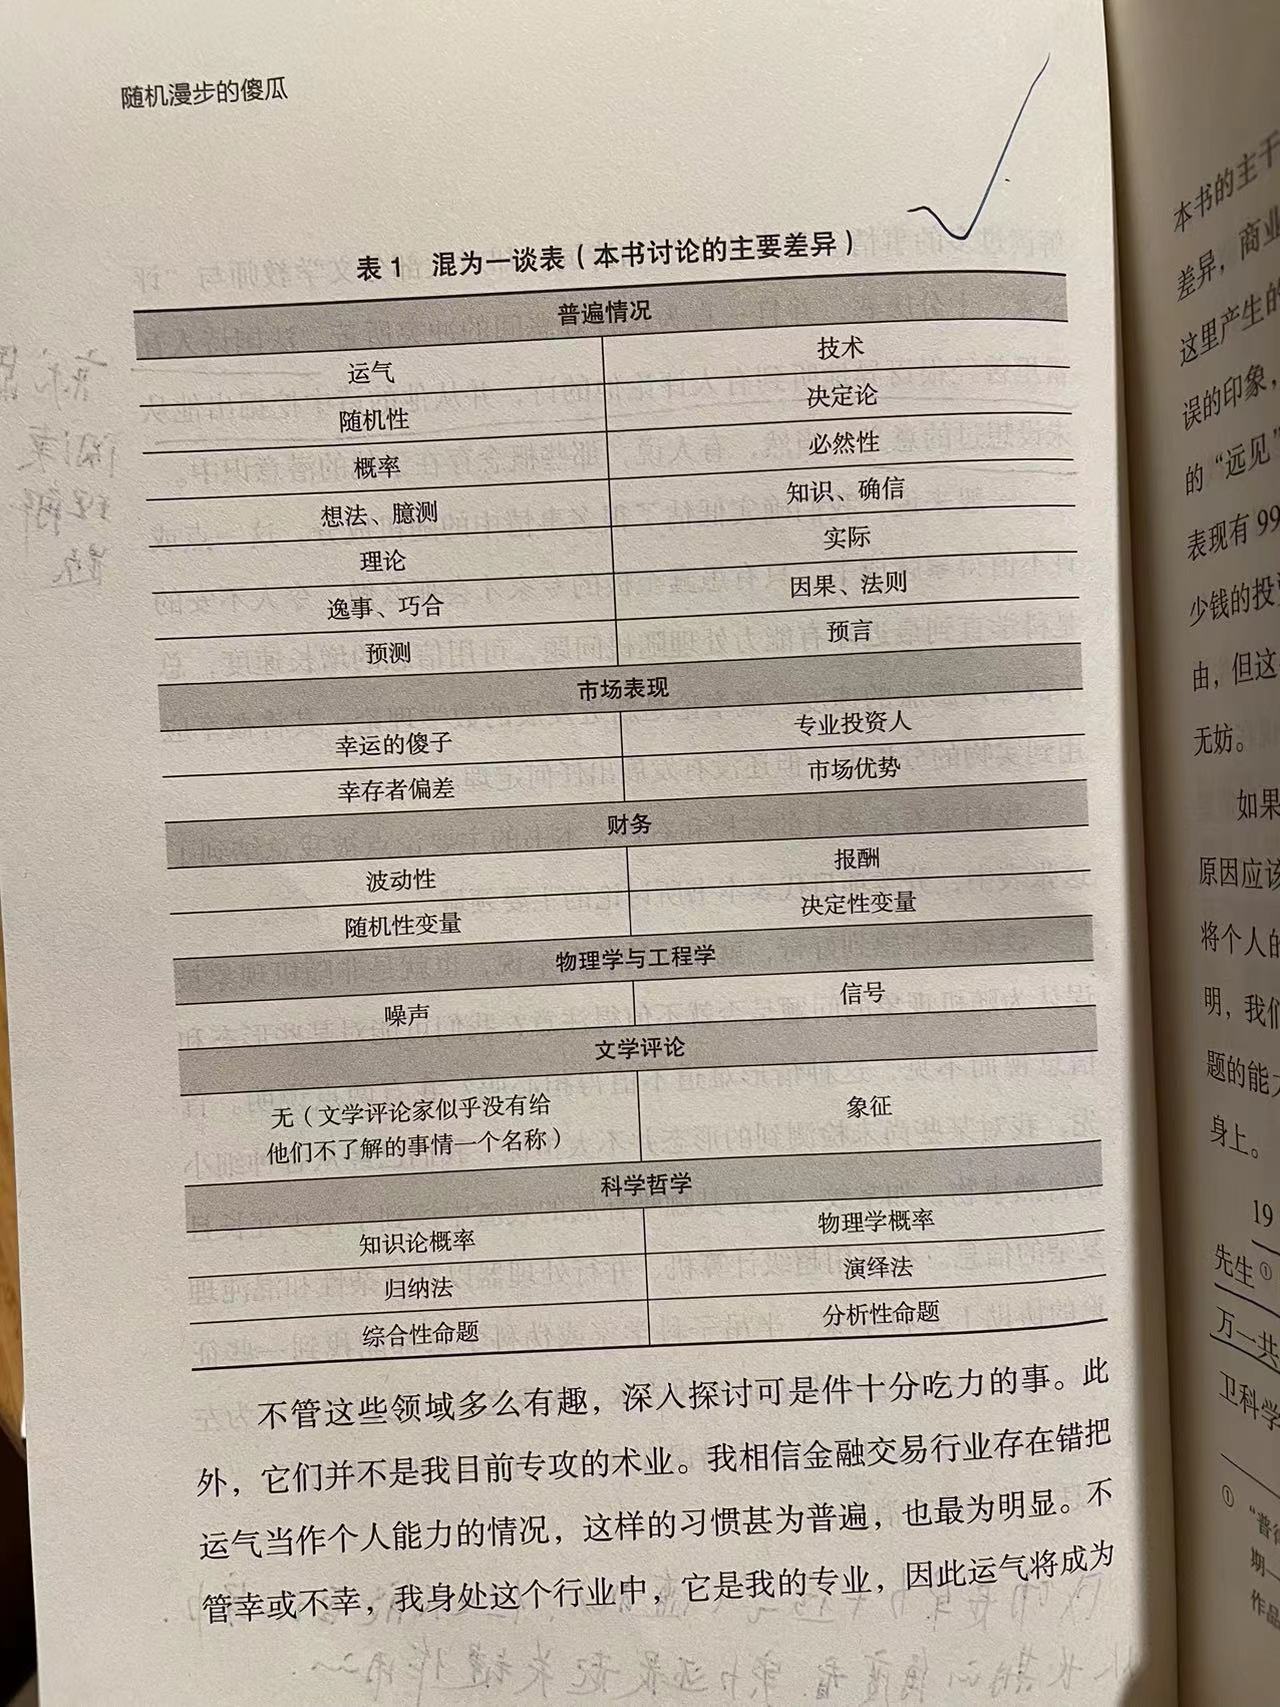 随机漫步的傻瓜
表 1 混为一谈表（本书讨论的主要差异）
普遍情况
运气 技术
随机性 决定论
概率 必然性
想法、臆测 知识、确信
理论 实际
逸事、巧合 因果、法则
预测 预言
市场表现
幸运的傻子 专业投资人
幸存者偏差 市场优势
财务
波动性 报酬
随机性变量 决定性变量
物理学与工程学
噪声 信号
文学评论
无（文学评论家似乎没有给 象征
他们不了解的事情一个名称）
科学哲学
知识论概率 物理学概率
归纳法 演绎法
综合性命题 分析性命题
不管这些领域多么有趣，深入探讨可是件十分吃力的事。此
外，它们并不是我目前专攻的术业。我相信金融交易行业存在错把
运气当作个人能力的情况，这样的习惯甚为普遍，也最为明显。不
管幸或不幸，我身处这个行业中，它是我的专业，因此运气将成为
本书的主干
差异，商业
这里产生的
误的印象，
的“远见”
表现有 99
少钱的投
由，但这
无妨。
如果
原因应该
将个人的
明，我们
题的能
身上。
19
先生①
万一共
卫科学
①
期一
作品